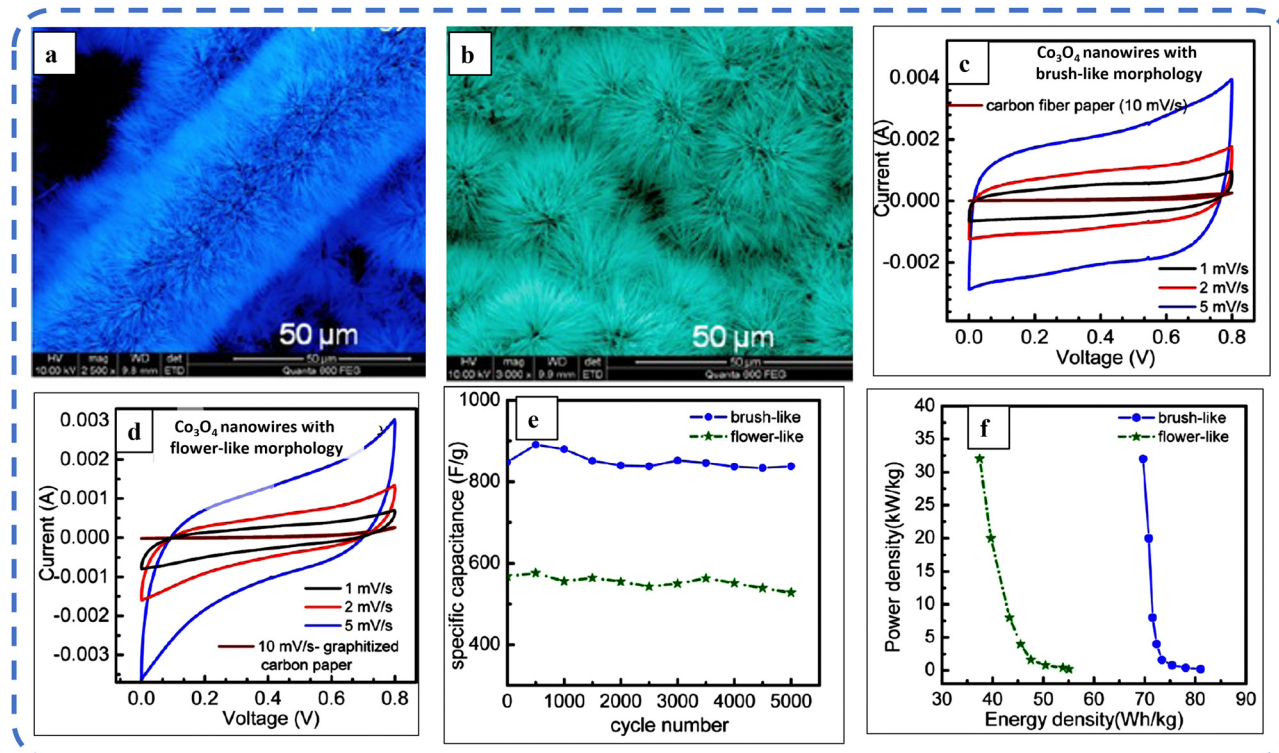 a
50 µm
HV mag WD det
50 µm
10.00 kV 2 500 x 9.8 mm ETD
Quanta 600 FEG
b
50 µm
HV mag WD det
50 µm
10.00 kV 3 000 x 9.9 mm ETD
Quanta 600 FEG
c
Co₃O₄ nanowires with
brush-like morphology
carbon fiber paper (10 mV/s)
0.004
0.002
0.000
-0.002
Current (A)
1 mV/s
2 mV/s
5 mV/s
0.0 0.2 0.4 0.6 0.8
Voltage (V)
d
Co₃O₄ nanowires with
flower-like morphology
0.003
0.002
0.001
0.000
-0.001
-0.002
-0.003
Current (A)
1 mV/s
2 mV/s
5 mV/s
10 mV/s- graphitized
carbon paper
0.0 0.2 0.4 0.6 0.8
Voltage (V)
e
brush-like
flower-like
1000
800
600
400
specific capacitance (F/g)
0 1000 2000 3000 4000 5000
cycle number
f
brush-like
flower-like
40
35
30
25
20
15
10
5
0
Power density(kW/kg)
30 40 50 60 70 80 90
Energy density(Wh/kg)